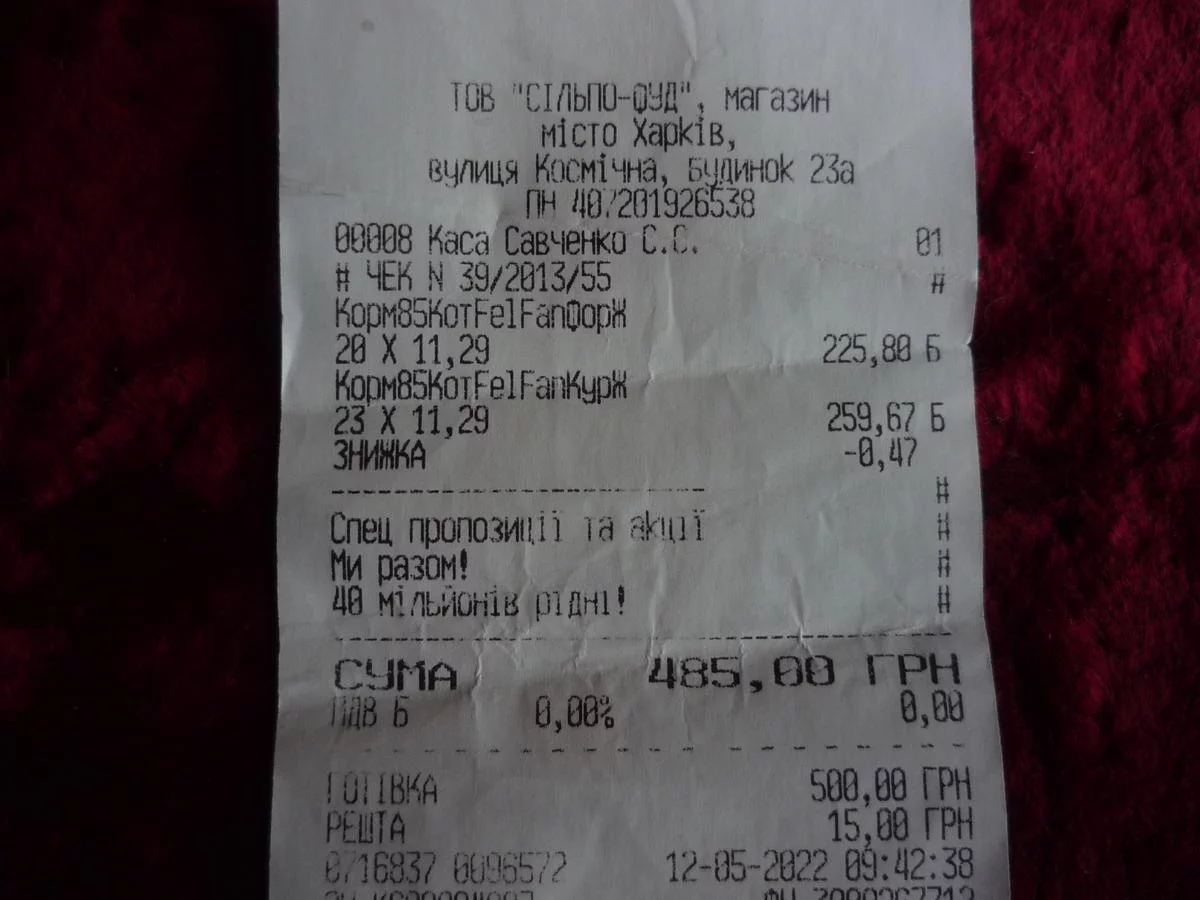 ТОВ "СІЛЬПО-ФУД", магазин
місто Харків,
вулиця Космічна, будинок 23а
ПН 407201926538
00008 Каса Савченко С.С. 01
# ЧЕК N 39/2013/55 #
Корм85КотFelFanФорЖ
20 X 11,29 225,80 Б
Корм85КотFelFanКурЖ
23 X 11,29 259,67 Б
ЗНИЖКА -0,47
#
Спец пропозиції та акції #
Ми разом! #
40 мільйонів рідні! #
СУМА 485,00 ГРН
ПДВ Б 0,00% 0,00
ГОТІВКА 500,00 ГРН
РЕШТА 15,00 ГРН
0716837 0096572 12-05-2022 09:42:38